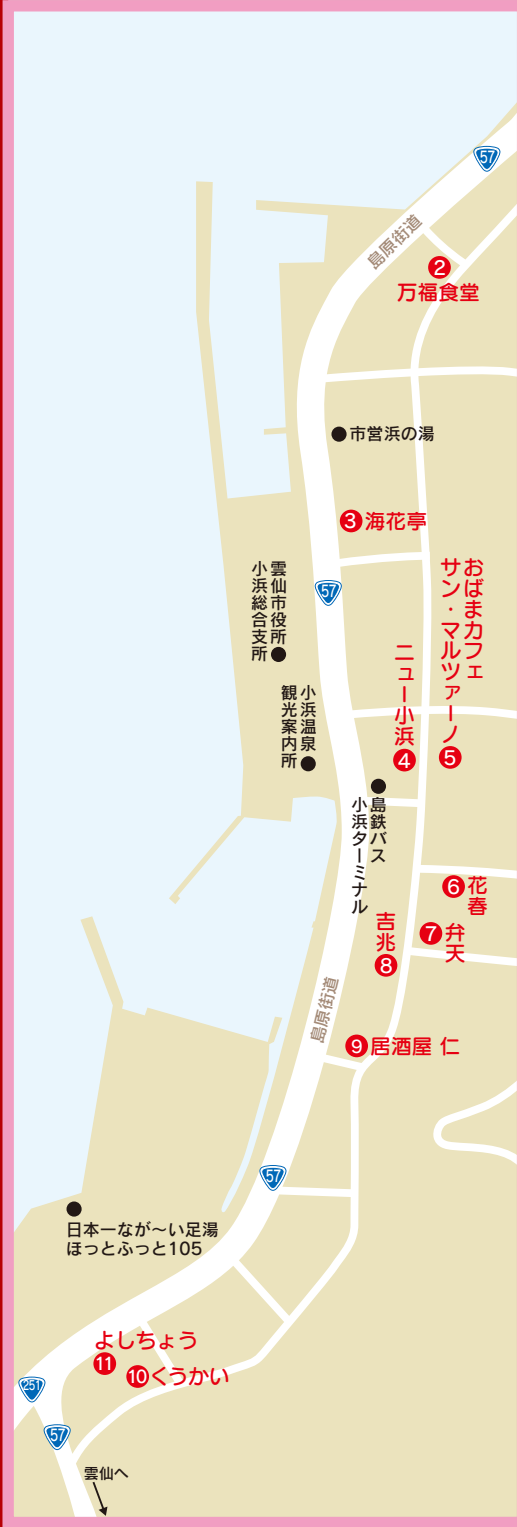 57
島原街道
❷
万福食堂
市営浜の湯
❸海花亭
57
雲仙市役所
小浜総合支所
おばまカフェ
サン・マルツァーノ❺
ニュー小浜❹
小浜温泉
観光案内所
島鉄バス
小浜ターミナル
❻花春
❼弁天
吉兆❽
島原街道
❾居酒屋 仁
57
日本一なが〜い足湯
ほっとふっと105
よしちょう
⓫
❿くうかい
251
57
雲仙へ